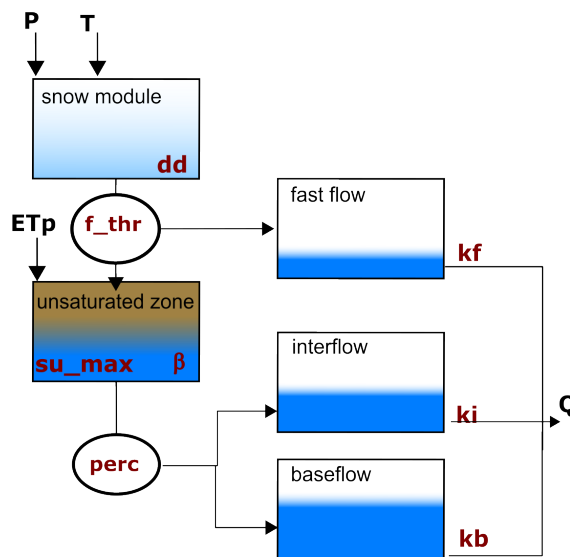 P
T
snow module
dd
ETp
f_thr
fast flow
kf
unsaturated zone
su_max
β
interflow
ki
Q
perc
baseflow
kb